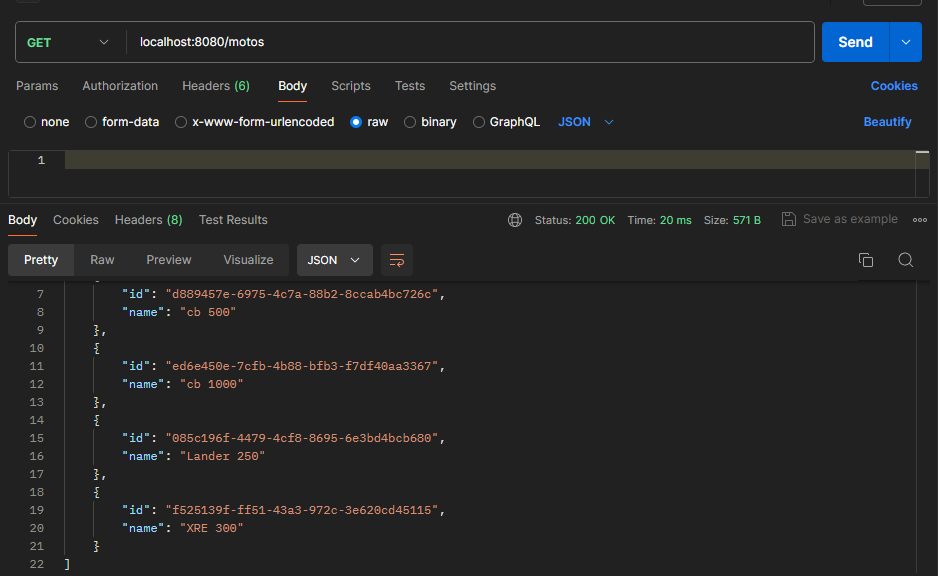 GET localhost:8080/motos Send
Params Authorization Headers (6) Body Scripts Tests Settings Cookies
none form-data x-www-form-urlencoded raw binary GraphQL JSON Beautify
1
Body Cookies Headers (8) Test Results Status: 200 OK Time: 20 ms Size: 571 B Save as example
Pretty Raw Preview Visualize JSON
7 "id": "d889457e-6975-4c7a-88b2-8ccab4bc726c",
8 "name": "cb 500"
9 },
10 {
11 "id": "ed6e450e-7cfb-4b88-bfb3-f7df40aa3367",
12 "name": "cb 1000"
13 },
14 {
15 "id": "085c196f-4479-4cf8-8695-6e3bd4bcb680",
16 "name": "Lander 250"
17 },
18 {
19 "id": "f525139f-ff51-43a3-972c-3e620cd45115",
20 "name": "XRE 300"
21 }
22 ]